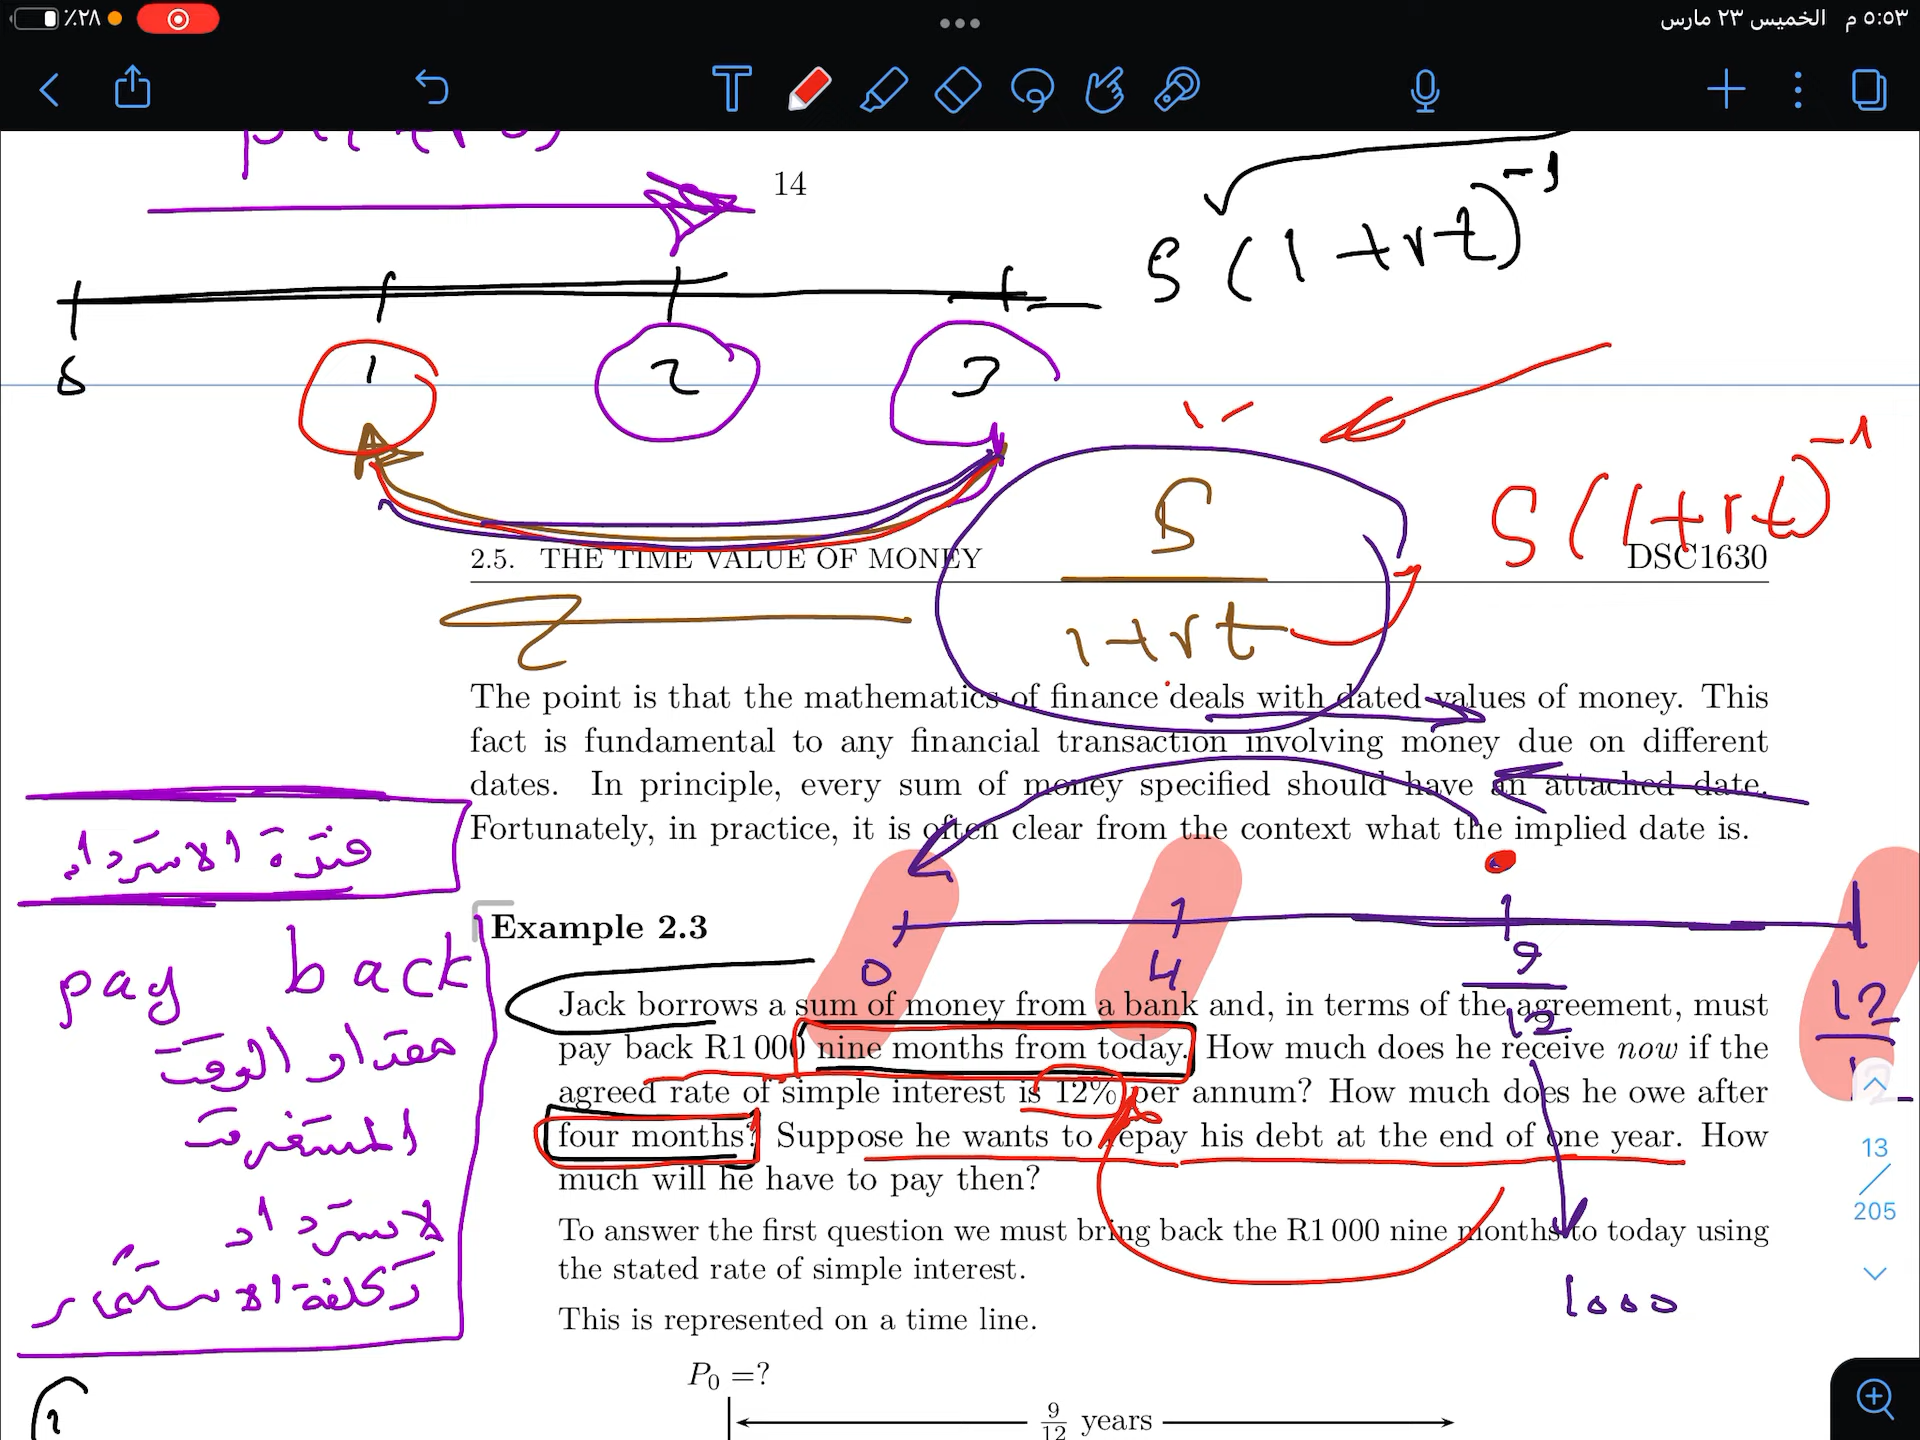 ٪٢٨
٥:٥٣ م الخميس ٢٣ مارس
14
S(1+rt)⁻¹
1 2 3
S
1+rt
S(1+rt)⁻¹
2.5. THE TIME VALUE OF MONEY DSC1630
The point is that the mathematics of finance deals with dated values of money. This
fact is fundamental to any financial transaction involving money due on different
dates. In principle, every sum of money specified should have an attached date.
Fortunately, in practice, it is often clear from the context what the implied date is.
فترة الاسترداد
pay back
مقدار الوقت
المستغرق
لاسترداد
تكلفة الاستثمار
Example 2.3
0 4 9 12
12 12
Jack borrows a sum of money from a bank and, in terms of the agreement, must
pay back R1 000 nine months from today. How much does he receive now if the
agreed rate of simple interest is 12% per annum? How much does he owe after
four months? Suppose he wants to repay his debt at the end of one year. How
much will he have to pay then?
To answer the first question we must bring back the R1 000 nine months to today using
the stated rate of simple interest.
1000
This is represented on a time line.
P₀ =?
9/12 years
13
205